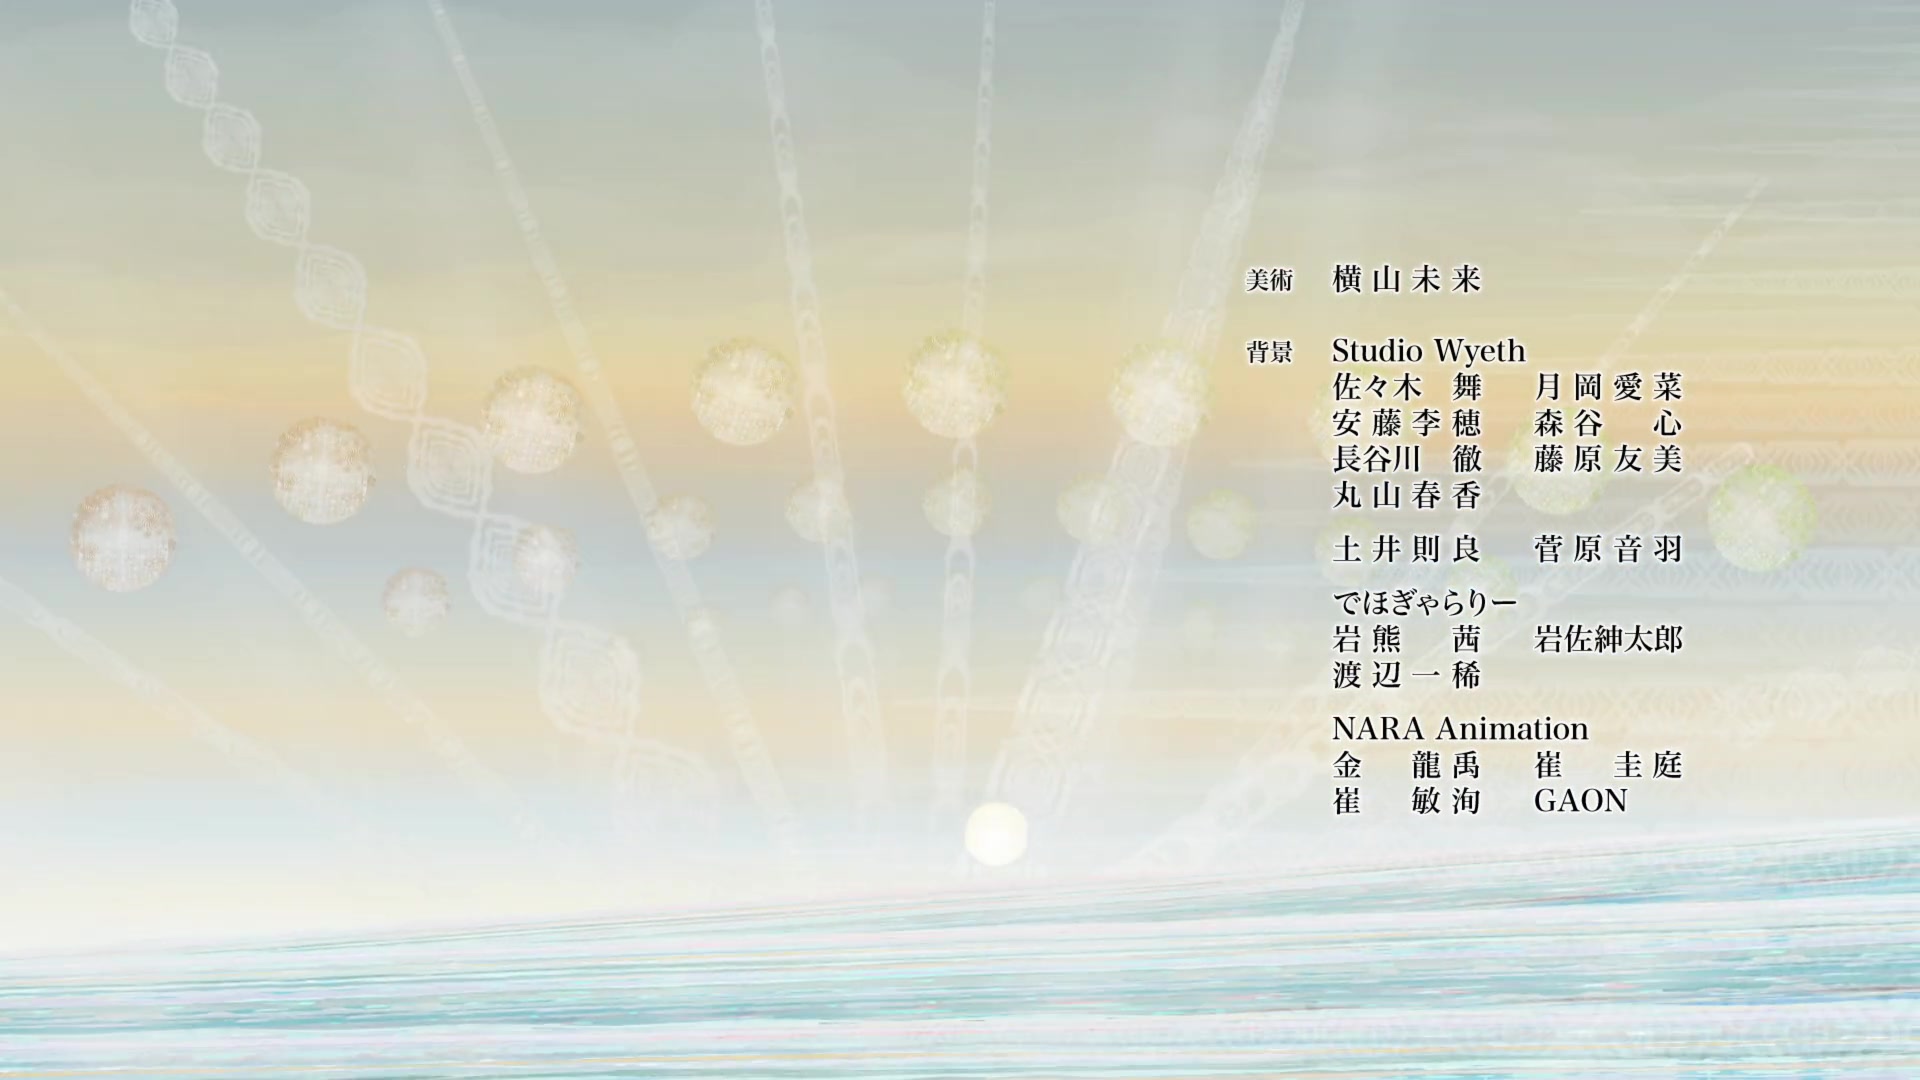 美術 横山未来
背景 Studio Wyeth
佐々木 舞 月岡愛菜
安藤李穂 森谷 心
長谷川 徹 藤原友美
丸山春香
土井則良 菅原音羽
でほぎゃらりー
岩熊 茜 岩佐紳太郎
渡辺一稀
NARA Animation
金 龍禹 崔 圭庭
崔 敏洵 GAON